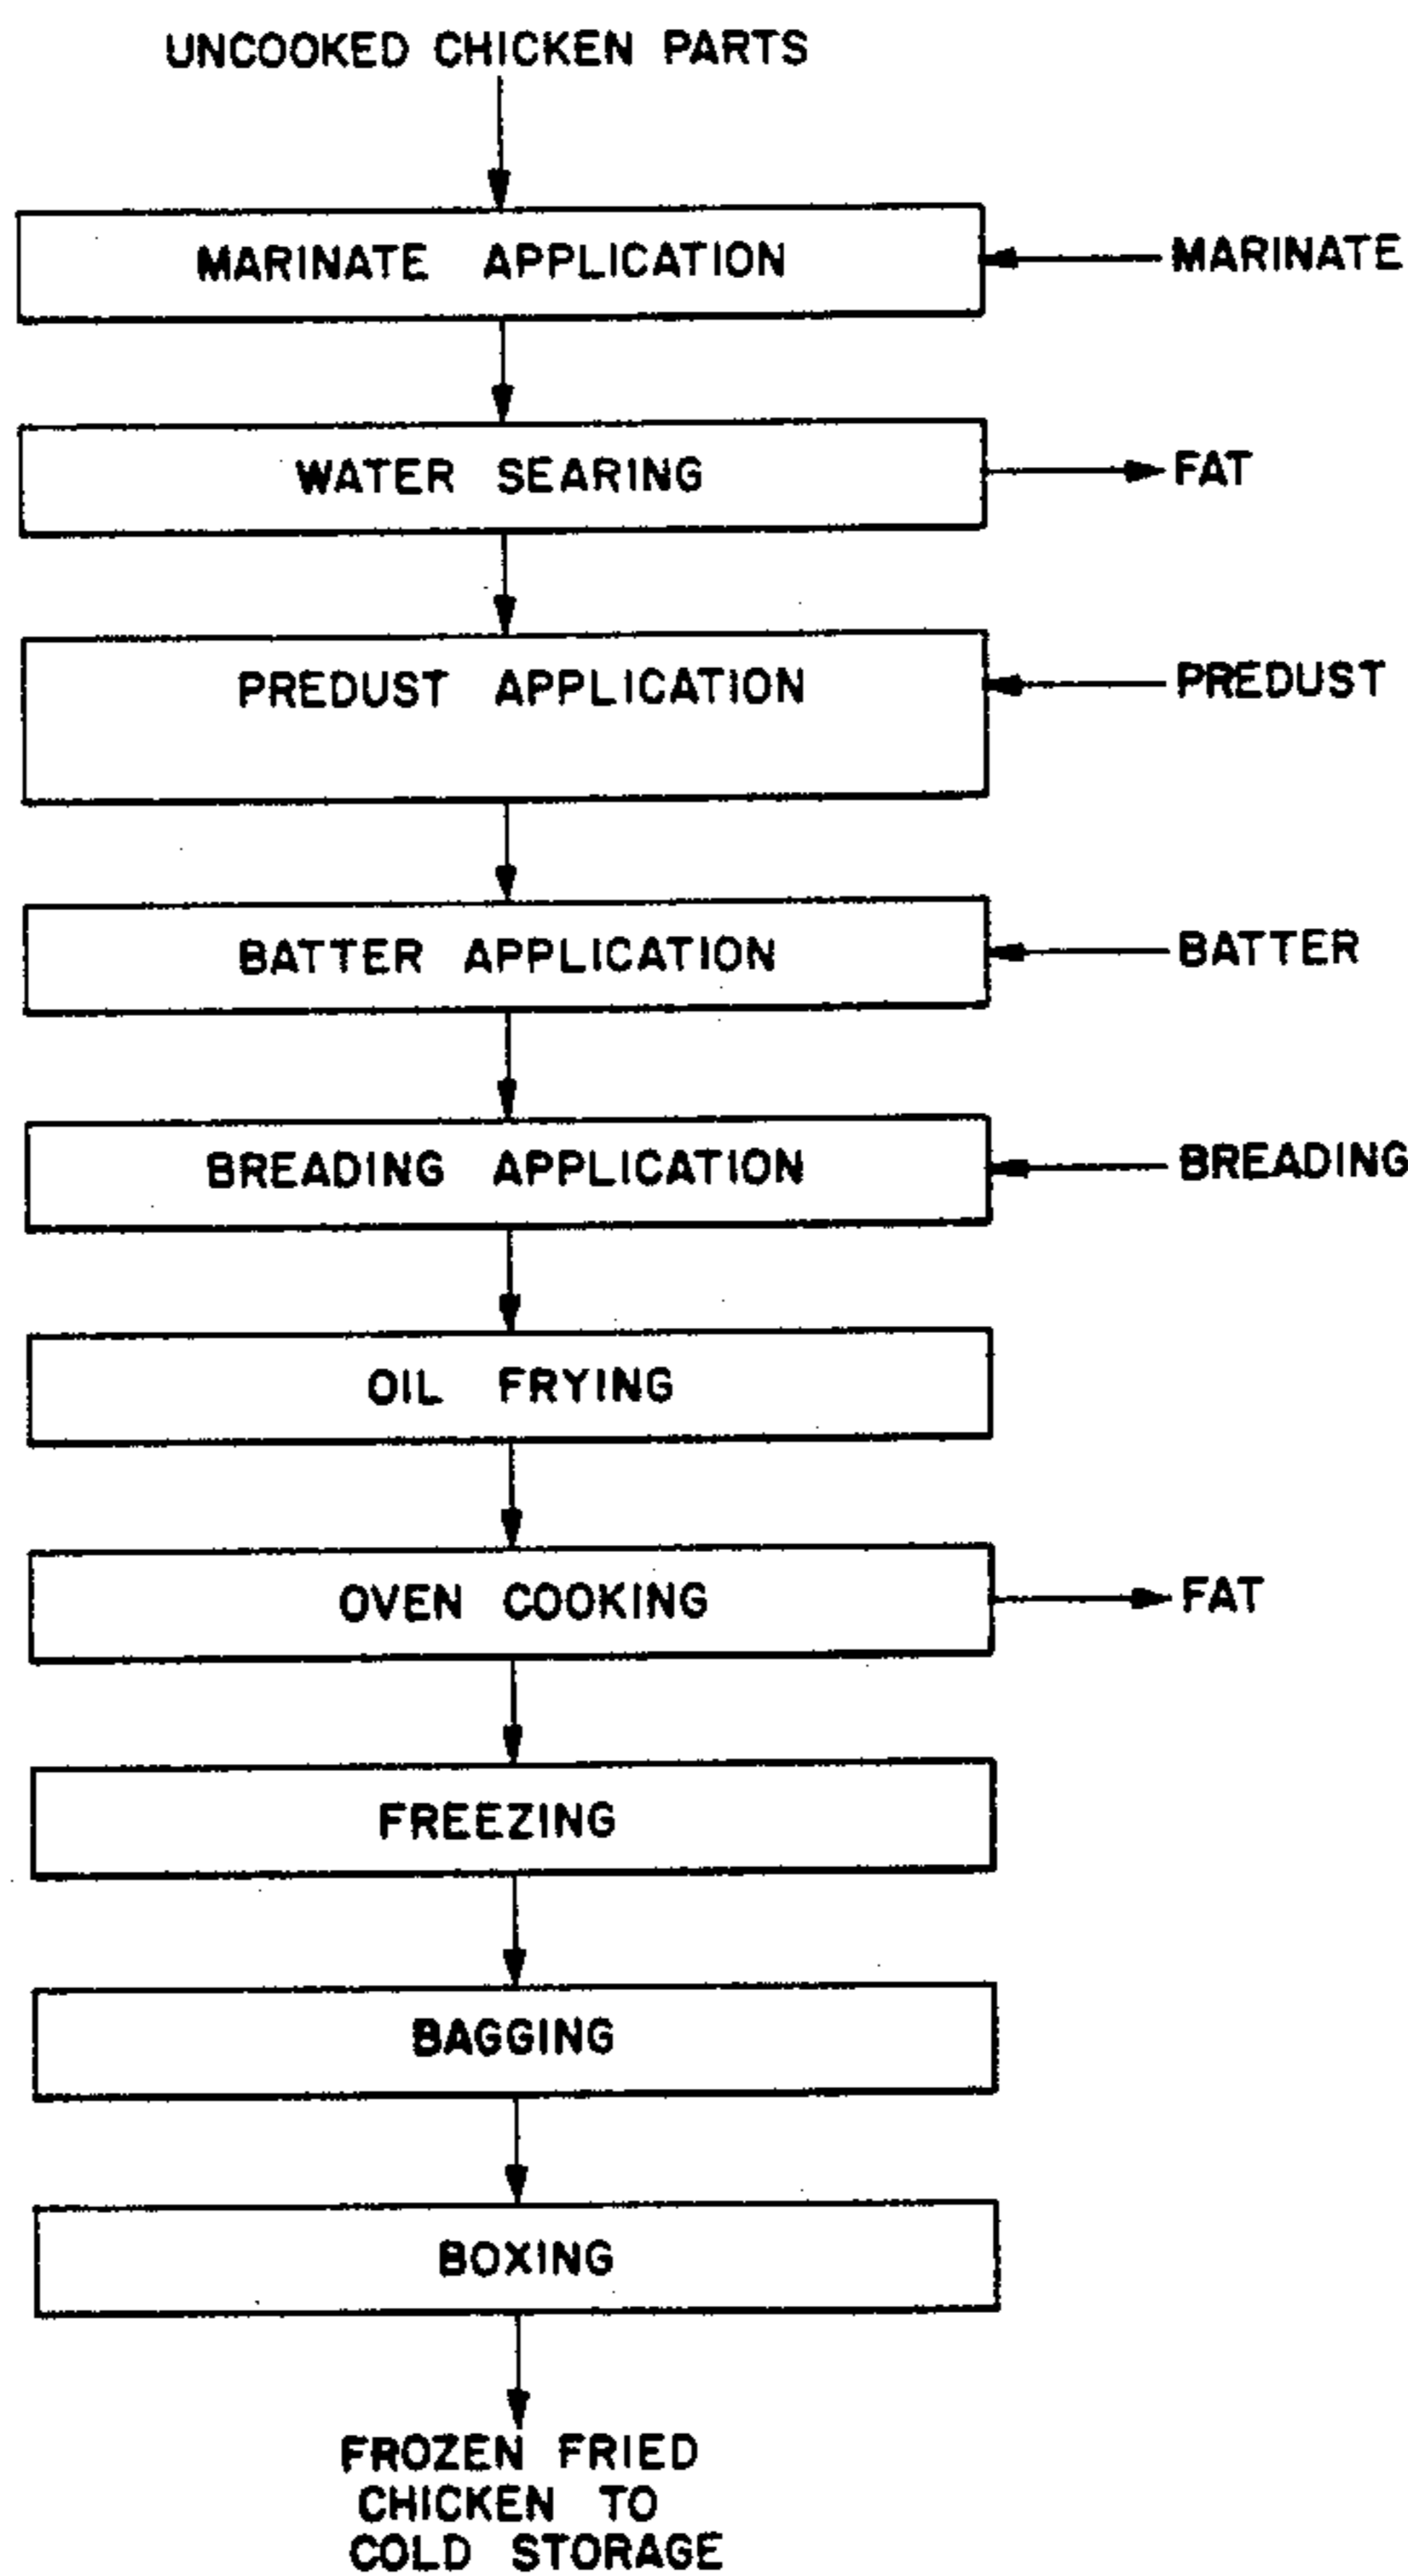 UNCOOKED CHICKEN PARTS
MARINATE APPLICATION
MARINATE
WATER SEARING
FAT
PREDUST APPLICATION
PREDUST
BATTER APPLICATION
BATTER
BREADING APPLICATION
BREADING
OIL FRYING
OVEN COOKING
FAT
FREEZING
BAGGING
BOXING
FROZEN FRIED
CHICKEN TO
COLD STORAGE